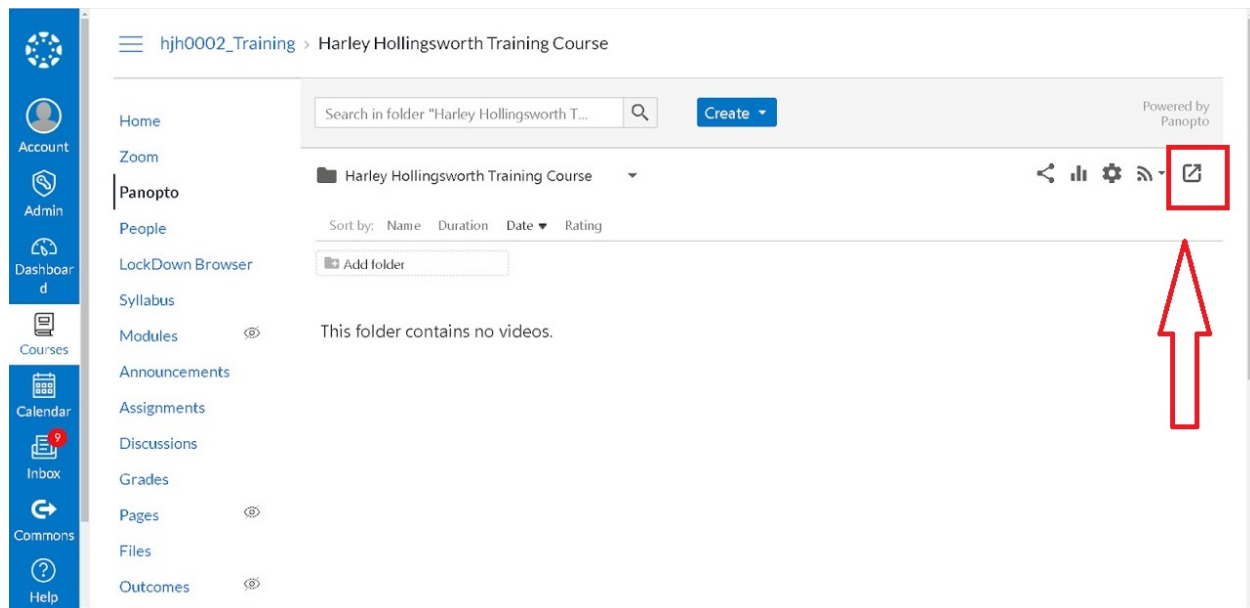 hjh0002_Training › Harley Hollingsworth Training Course
Account
Admin
Dashboar
d
Courses
Calendar
9
Inbox
Commons
Help
Home
Zoom
Panopto
People
LockDown Browser
Syllabus
Modules
Announcements
Assignments
Discussions
Grades
Pages
Files
Outcomes
Search in folder "Harley Hollingsworth T...
Create
Powered by
Panopto
Harley Hollingsworth Training Course
Sort by: Name Duration Date Rating
Add folder
This folder contains no videos.